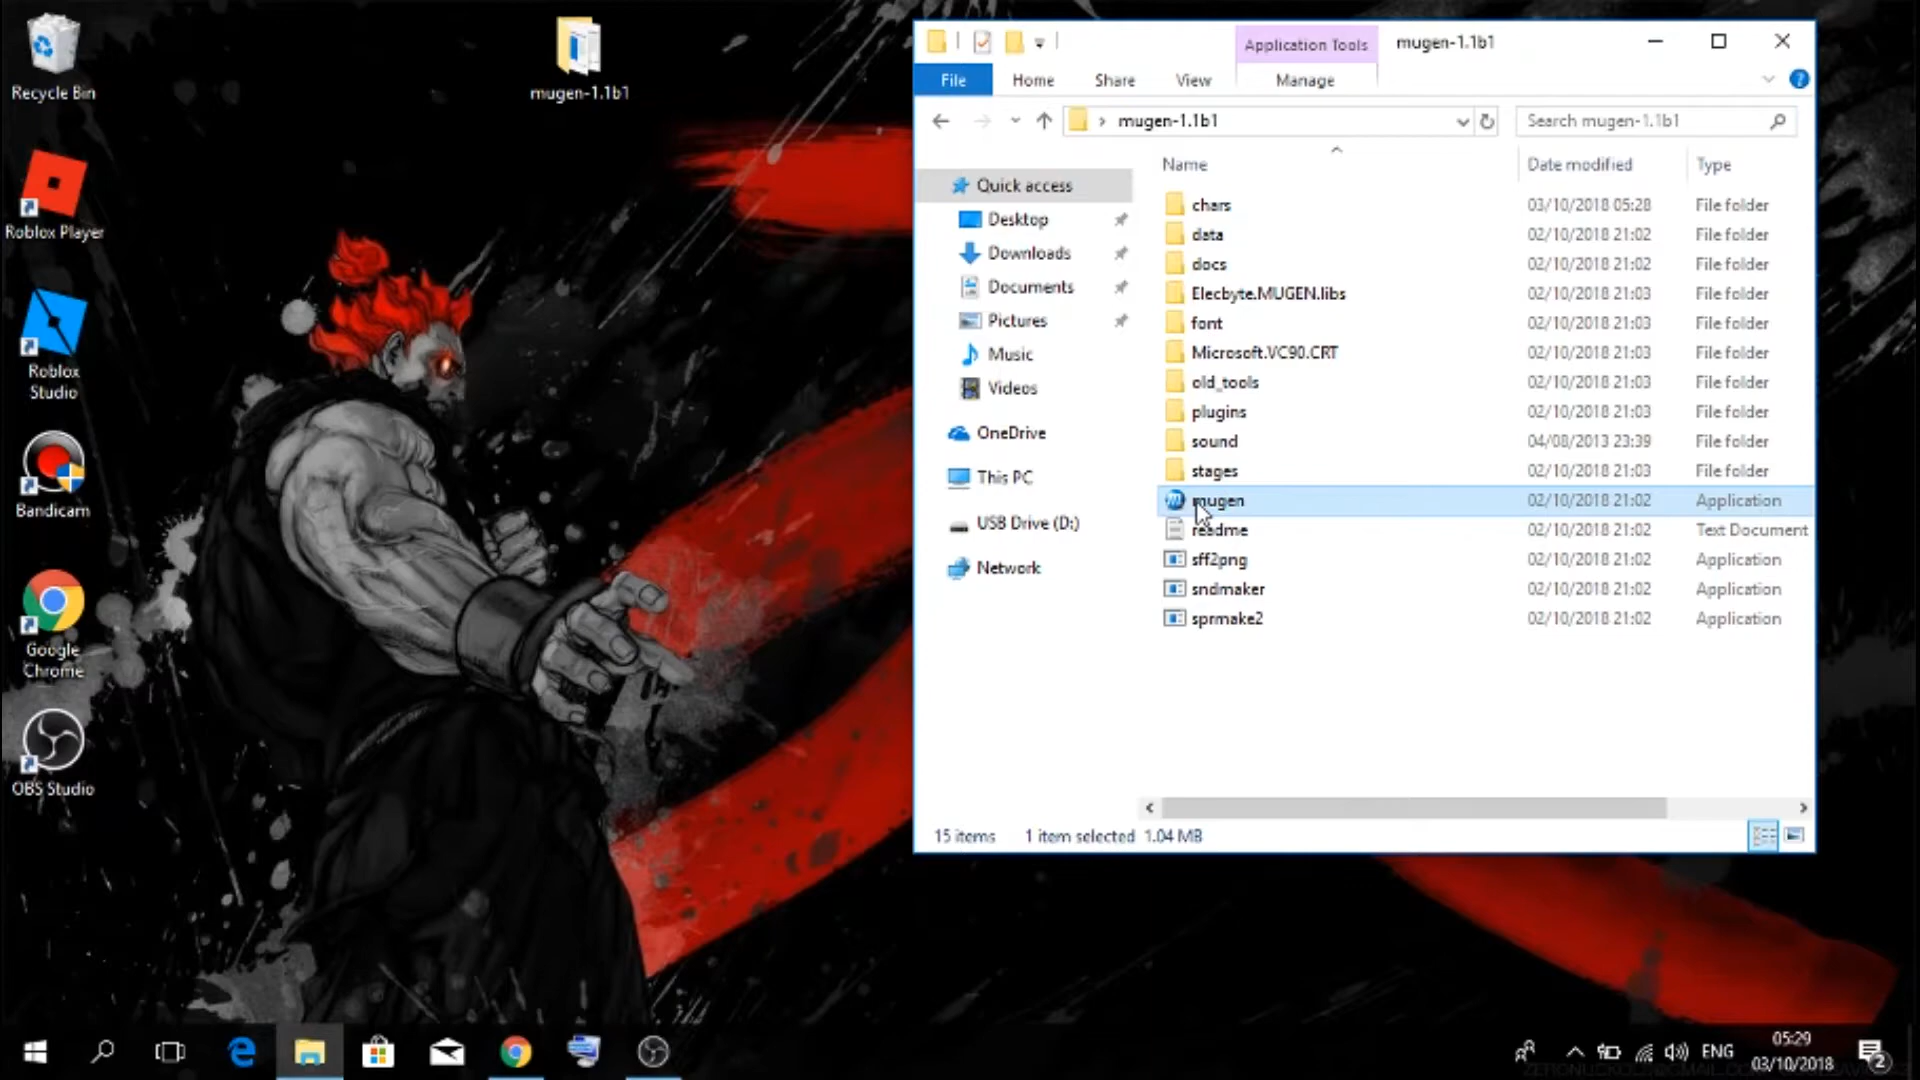 Recycle Bin
mugen-1.1b1
Roblox Player
Roblox
Studio
Bandicam
Google
Chrome
OBS Studio
Application Tools
mugen-1.1b1
File
Home
Share
View
Manage
mugen-1.1b1
Search mugen-1.1b1
Quick access
Desktop
Downloads
Documents
Pictures
Music
Videos
OneDrive
This PC
USB Drive (D:)
Network
Name Date modified Type
chars 03/10/2018 05:28 File folder
data 02/10/2018 21:02 File folder
docs 02/10/2018 21:02 File folder
Elecbyte.MUGEN.libs 02/10/2018 21:03 File folder
font 02/10/2018 21:03 File folder
Microsoft.VC90.CRT 02/10/2018 21:03 File folder
old_tools 02/10/2018 21:03 File folder
plugins 02/10/2018 21:03 File folder
sound 04/08/2013 23:39 File folder
stages 02/10/2018 21:03 File folder
mugen 02/10/2018 21:02 Application
readme 02/10/2018 21:02 Text Document
sff2png 02/10/2018 21:02 Application
sndmaker 02/10/2018 21:02 Application
sprmake2 02/10/2018 21:02 Application
15 items 1 item selected 1.04 MB
ENG
05:29
03/10/2018
2